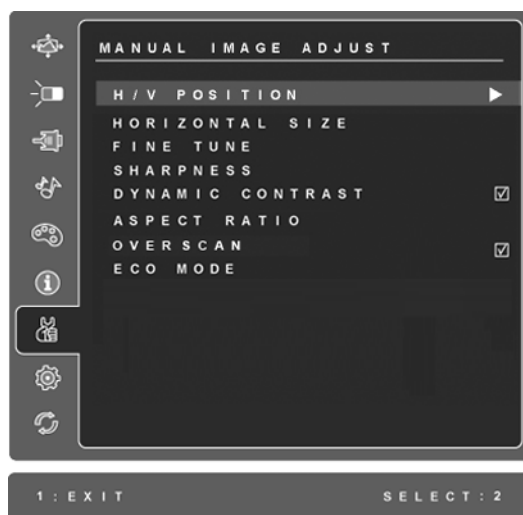 MANUAL IMAGE ADJUST
H/V POSITION
HORIZONTAL SIZE
FINE TUNE
SHARPNESS
DYNAMIC CONTRAST
ASPECT RATIO
OVERSCAN
ECO MODE
1:EXIT SELECT:2